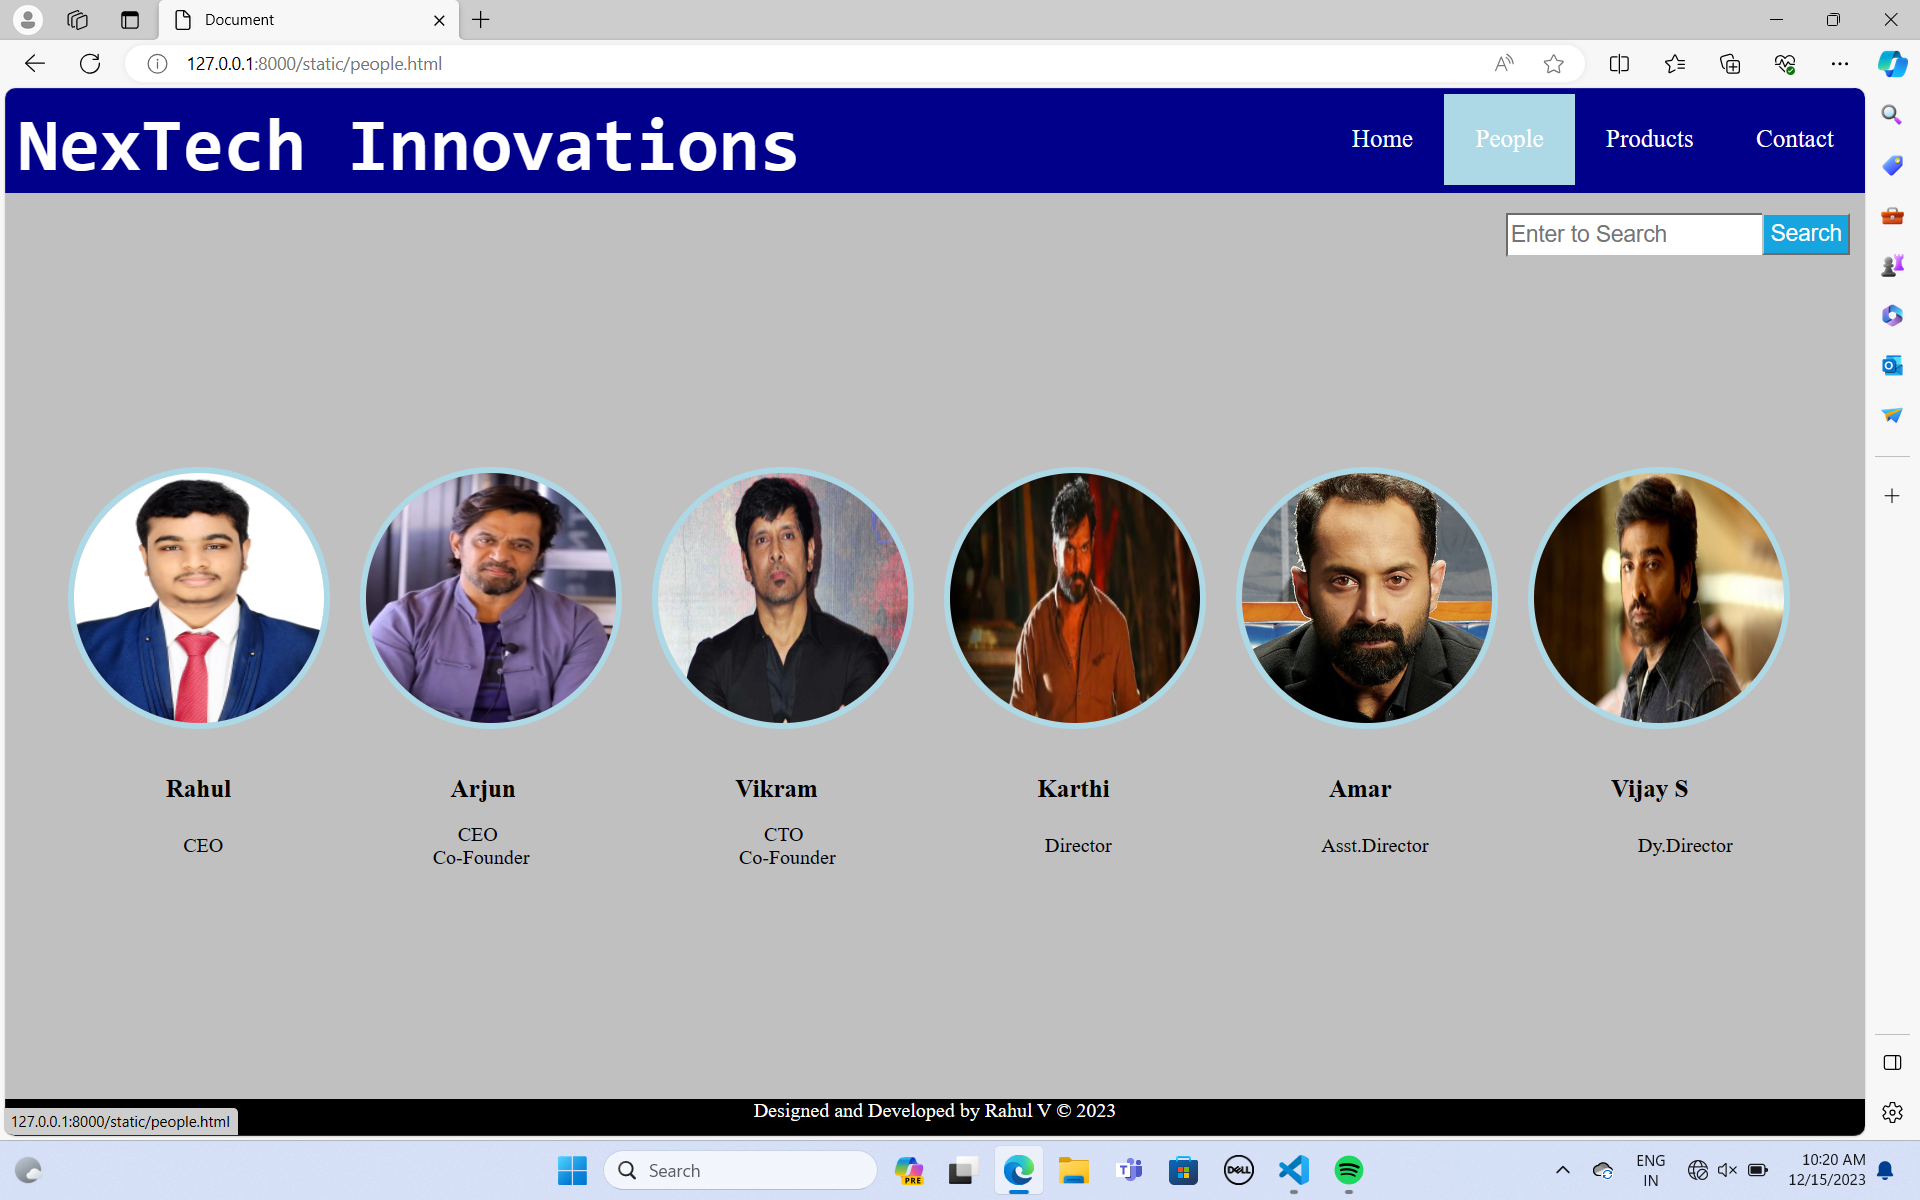 Document
127.0.0.1:8000/static/people.html
NexTech Innovations
Home
People
Products
Contact
Enter to Search
Search
Rahul
Arjun
Vikram
Karthi
Amar
Vijay S
CEO
CEO
Co-Founder
CTO
Co-Founder
Director
Asst.Director
Dy.Director
Designed and Developed by Rahul V © 2023
127.0.0.1:8000/static/people.html
Search
PRE
DELL
ENG
IN
10:20 AM
12/15/2023